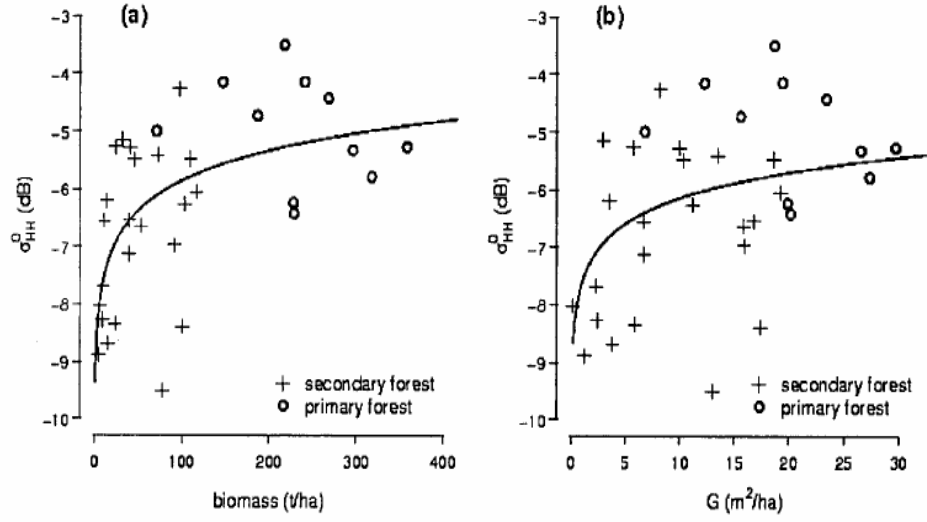 (a)
−3
−4
−5
−6
−7
−8
−9
−10
σ⁰HH (dB)
+ secondary forest
o primary forest
0 100 200 300 400
biomass (t/ha)
(b)
−3
−4
−5
−6
−7
−8
−9
−10
σ⁰HH (dB)
+ secondary forest
o primary forest
0 5 10 15 20 25 30
G (m²/ha)